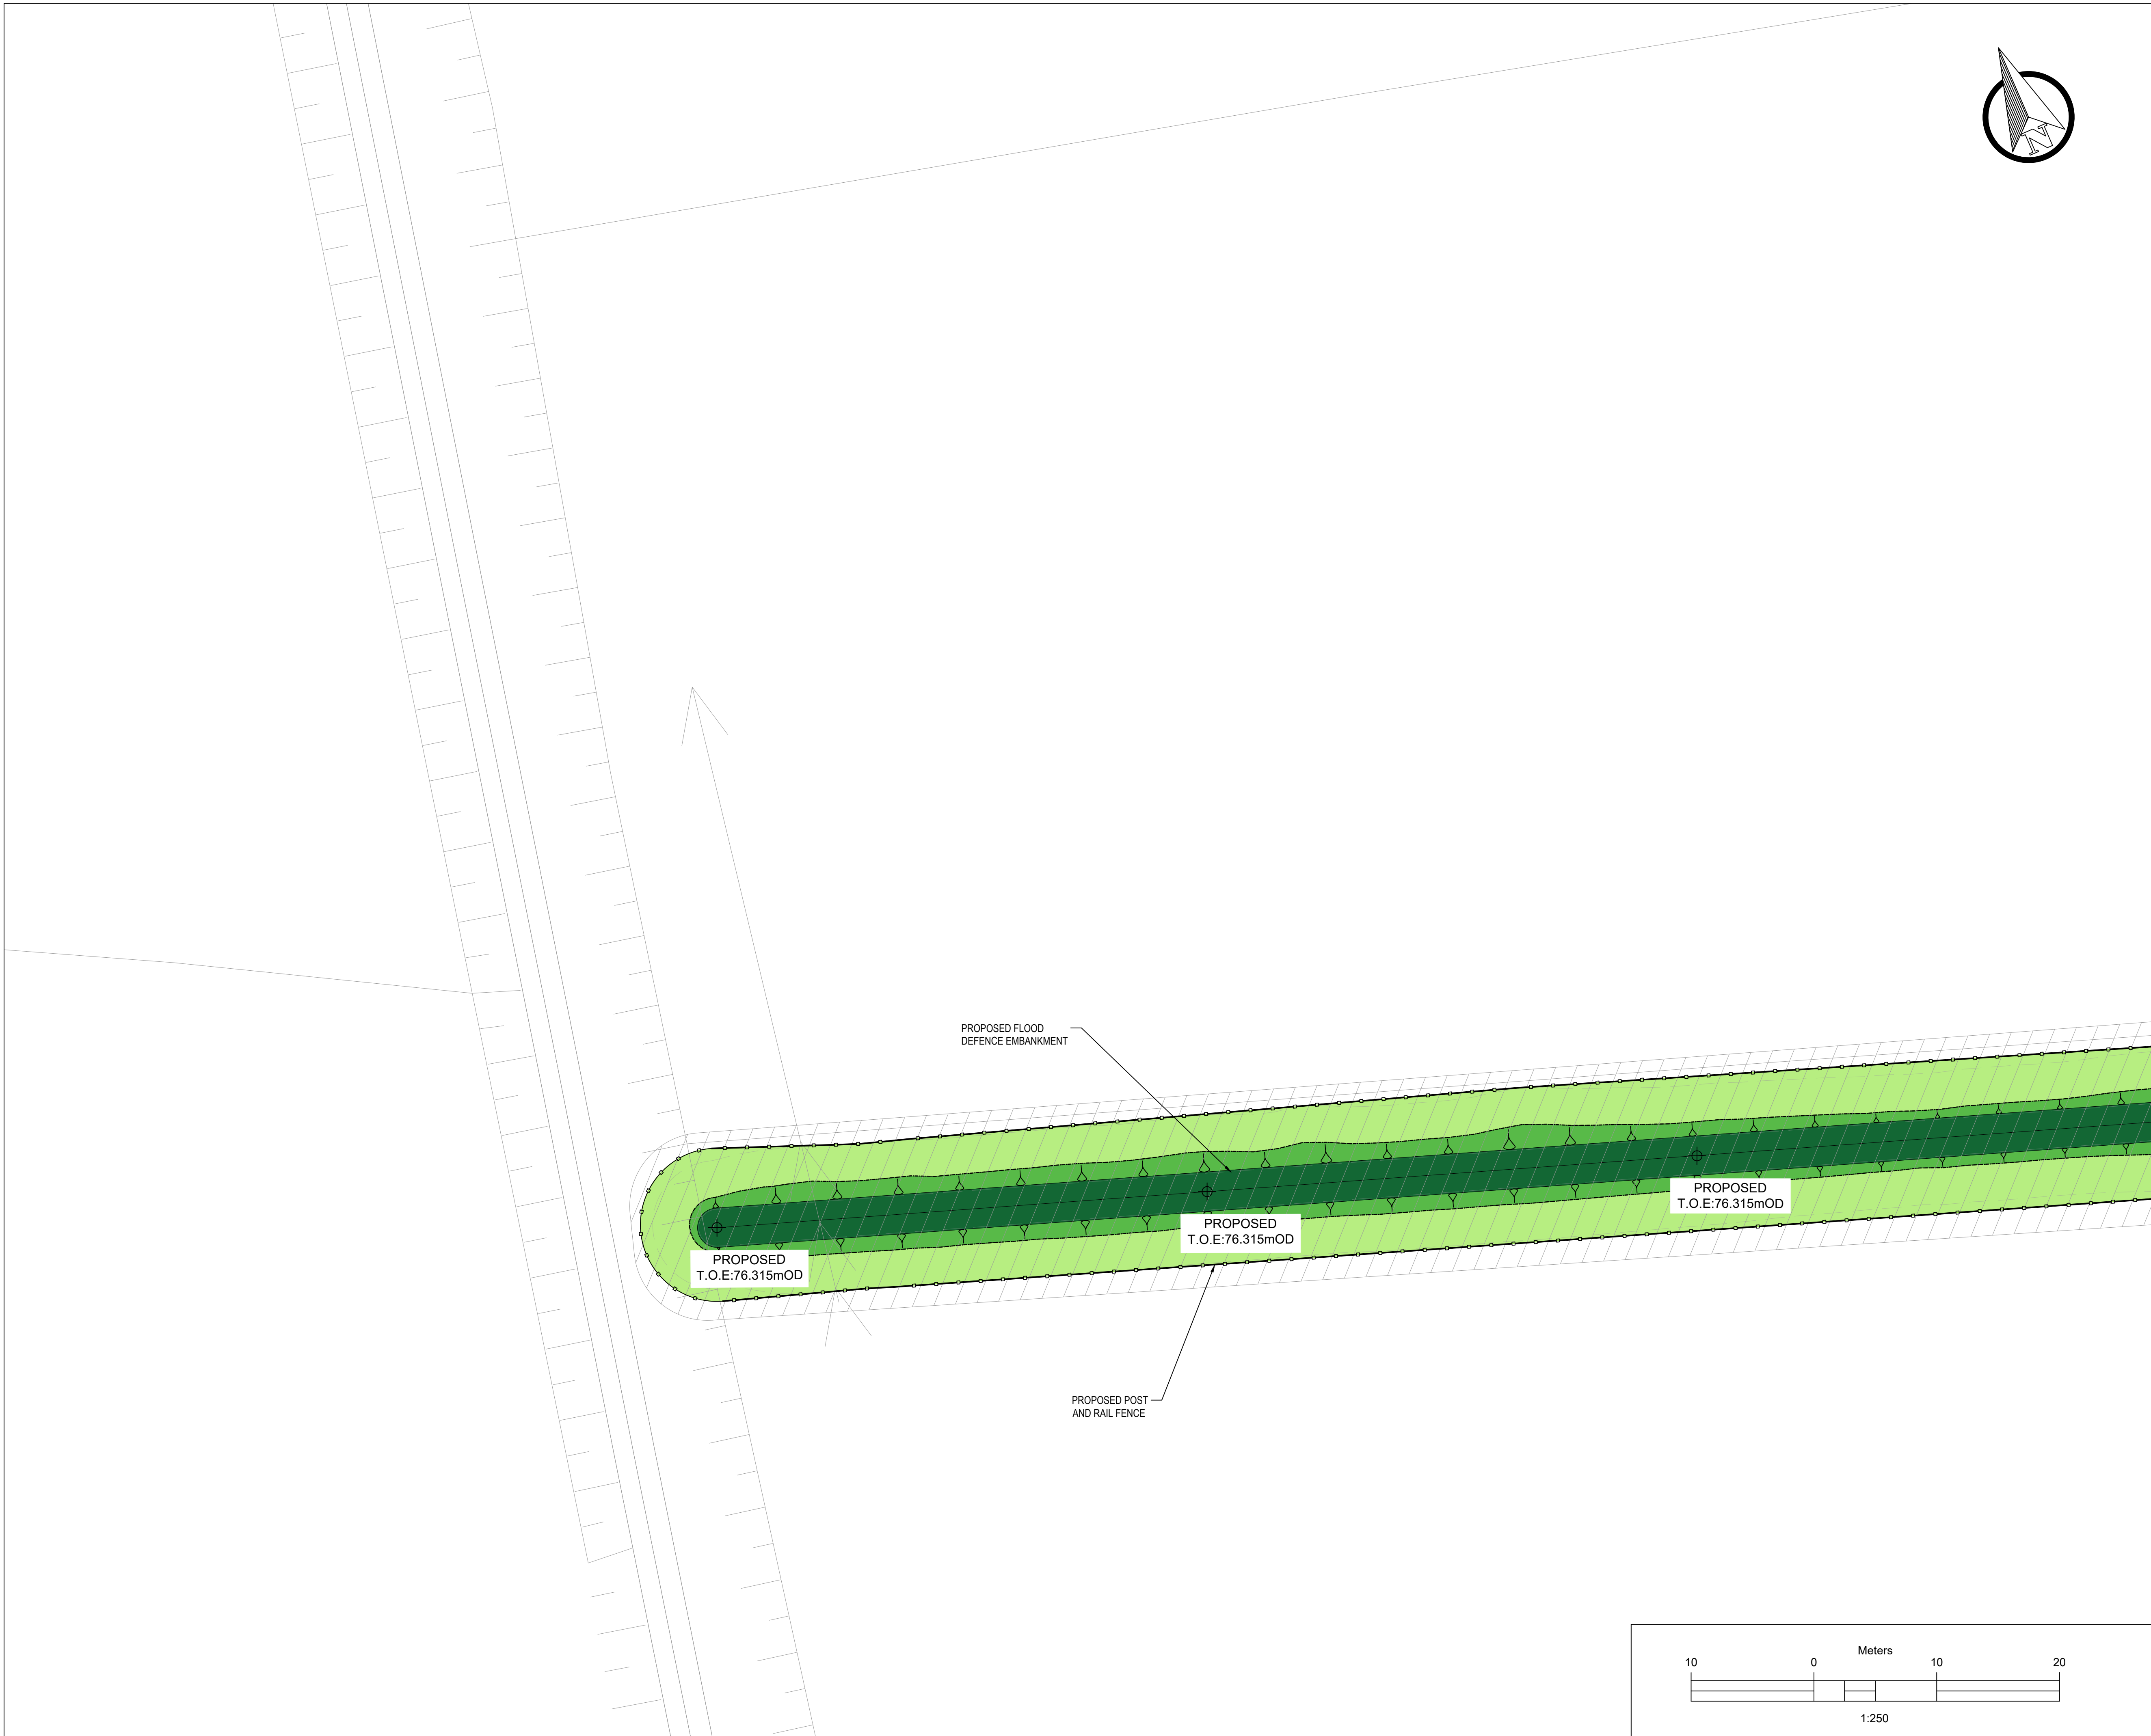 N
PROPOSED FLOOD
DEFENCE EMBANKMENT
PROPOSED
T.O.E:76.315mOD
PROPOSED
T.O.E:76.315mOD
PROPOSED
T.O.E:76.315mOD
PROPOSED POST
AND RAIL FENCE
Meters
10 0 10 20
1:250